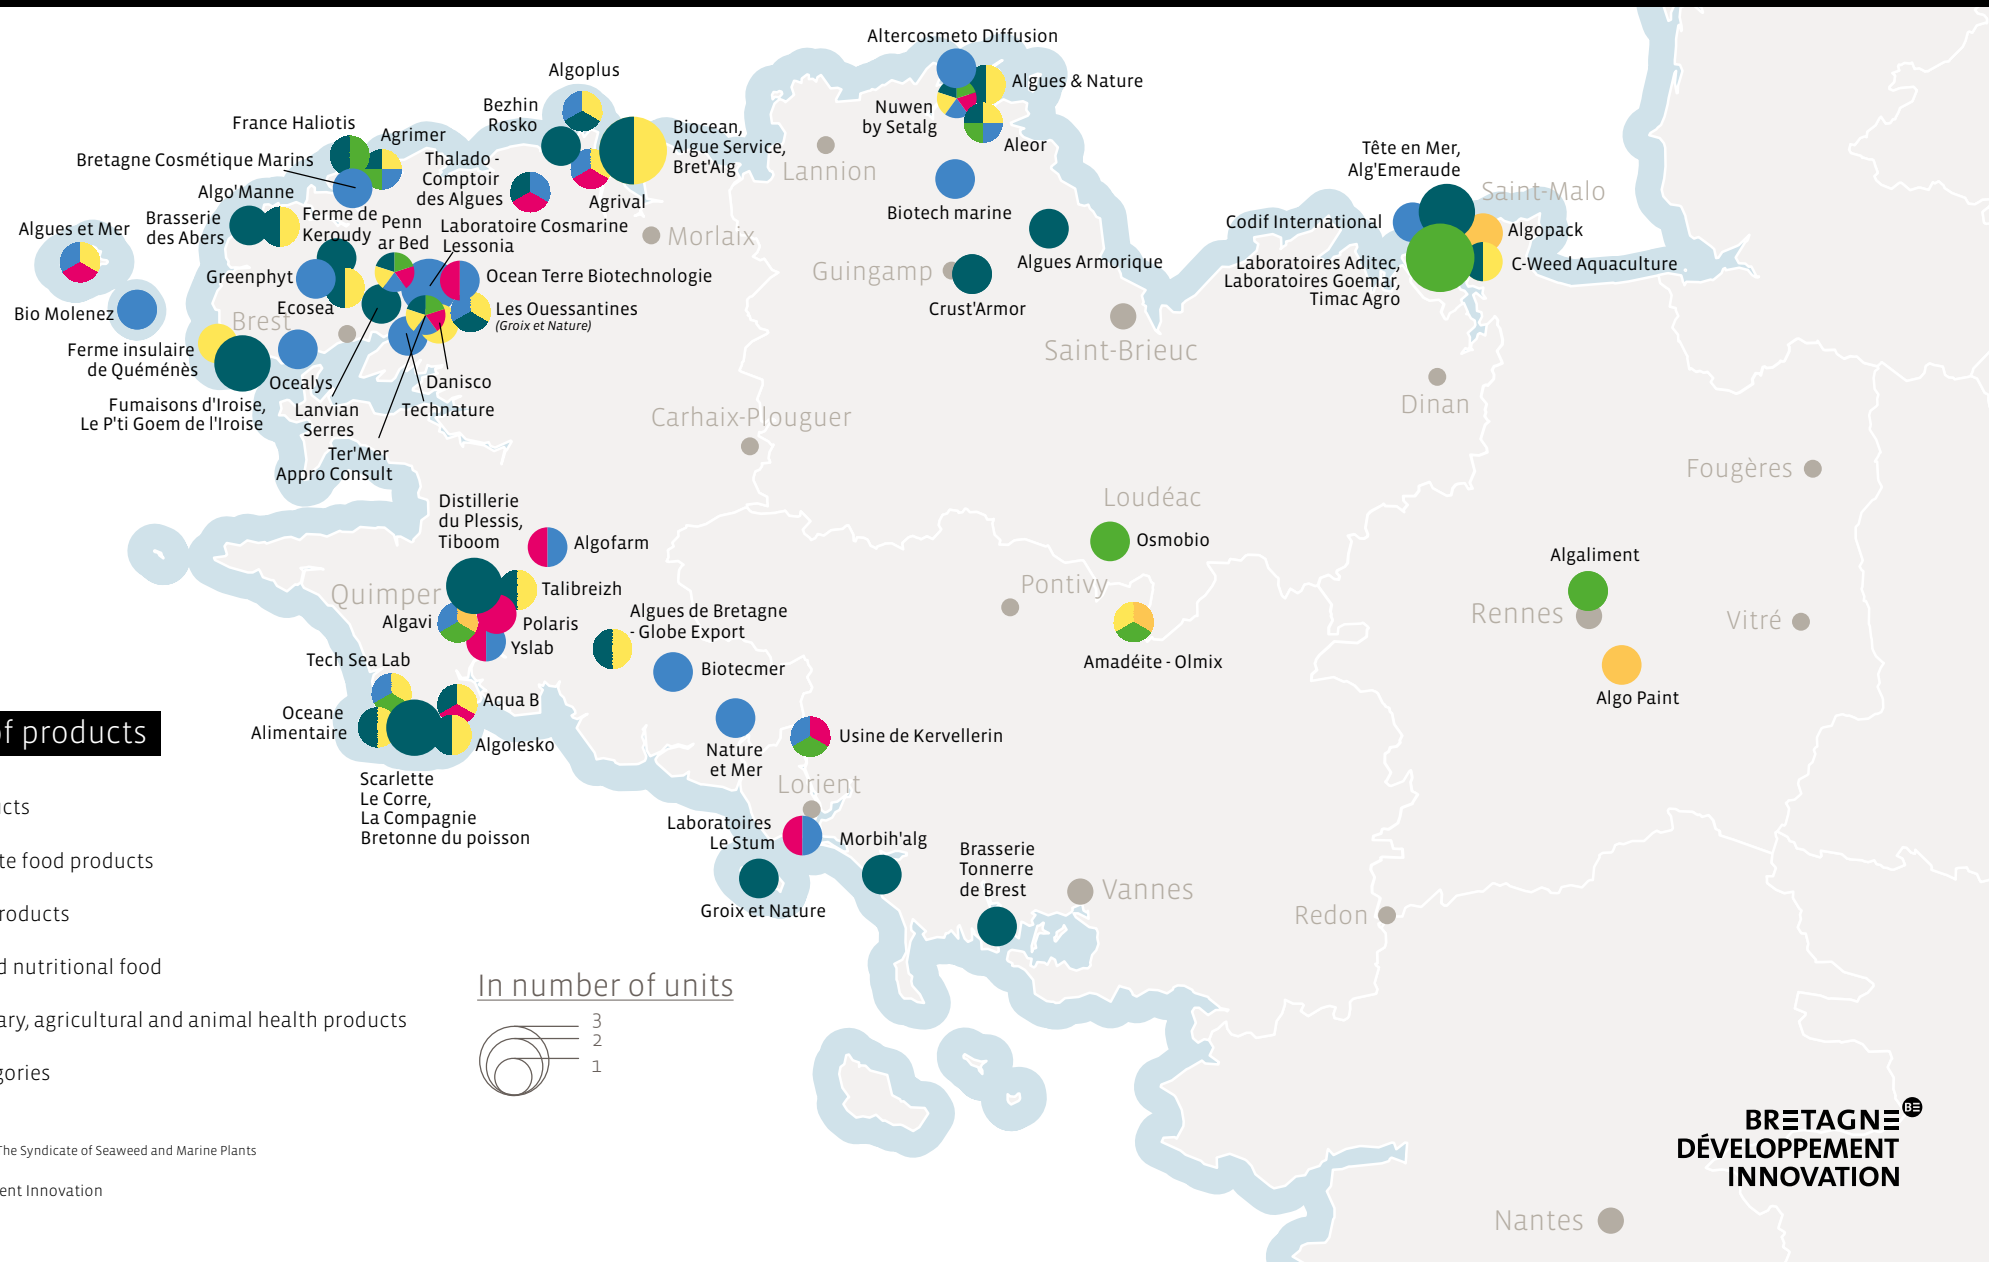 Altercosmeto Diffusion
Algues & Nature
Nuwen
by Setalg
Aleor
Lannion
Biotech marine
Algues Armorique
Guingamp
Crust'Armor
Saint-Brieuc
Algoplus
Bezhin
Rosko
Biocean,
Algue Service,
Bret'Alg
Thalado -
Comptoir
des Algues
Agrival
Morlaix
France Haliotis
Agrimer
Bretagne Cosmétique Marins
Algo'Manne
Brasserie
des Abers
Ferme de
Keroudy
Penn
ar Bed
Laboratoire Cosmarine
Lessonia
Algues et Mer
Greenphyt
Ocean Terre Biotechnologie
Ecosea
Les Ouessantines
(Groix et Nature)
Bio Molenez
Brest
Ferme insulaire
de Quéménès
Ocealys
Danisco
Fumaisons d'Iroise,
Le P'ti Goem de l'Iroise
Lanvian
Serres
Technature
Ter'Mer
Appro Consult
Tête en Mer,
Alg'Emeraude
Saint-Malo
Codif International
Algopack
Laboratoires Aditec,
Laboratoires Goemar,
Timac Agro
C-Weed Aquaculture
Dinan
Carhaix-Plouguer
Fougères
Loudéac
Osmobio
Pontivy
Amadéite - Olmix
Algaliment
Rennes
Vitré
Algo Paint
Distillerie
du Plessis,
Tiboom
Algofarm
Quimper
Talibreizh
Algavi
Polaris
Yslab
Algues de Bretagne
- Globe Export
Biotecmer
Tech Sea Lab
Aqua B
Oceane
Alimentaire
Algolesko
Scarlette
Le Corre,
La Compagnie
Bretonne du poisson
Nature
et Mer
Usine de Kervellerin
Lorient
Laboratoires
Le Stum
Morbih'alg
Groix et Nature
Brasserie
Tonnerre
de Brest
Vannes
Redon
Nantes
of products
ucts
te food products
roducts
d nutritional food
ary, agricultural and animal health products
gories
In number of units
3
2
1
The Syndicate of Seaweed and Marine Plants
ent Innovation
BRETAGNE
BE
DÉVELOPPEMENT
INNOVATION